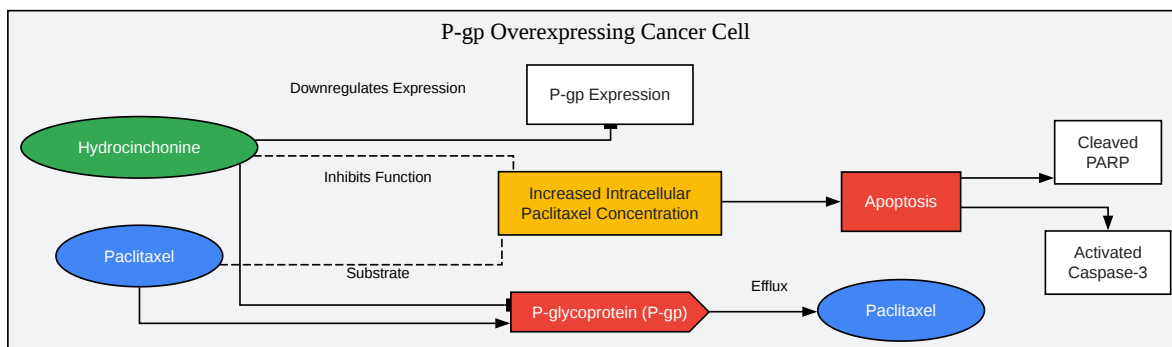 P-gp Overexpressing Cancer Cell
Downregulates Expression
P-gp Expression
Hydrocinchonine
Inhibits Function
Increased Intracellular
Paclitaxel Concentration
Apoptosis
Cleaved
PARP
Activated
Caspase-3
Paclitaxel
Substrate
P-glycoprotein (P-gp)
Efflux
Paclitaxel